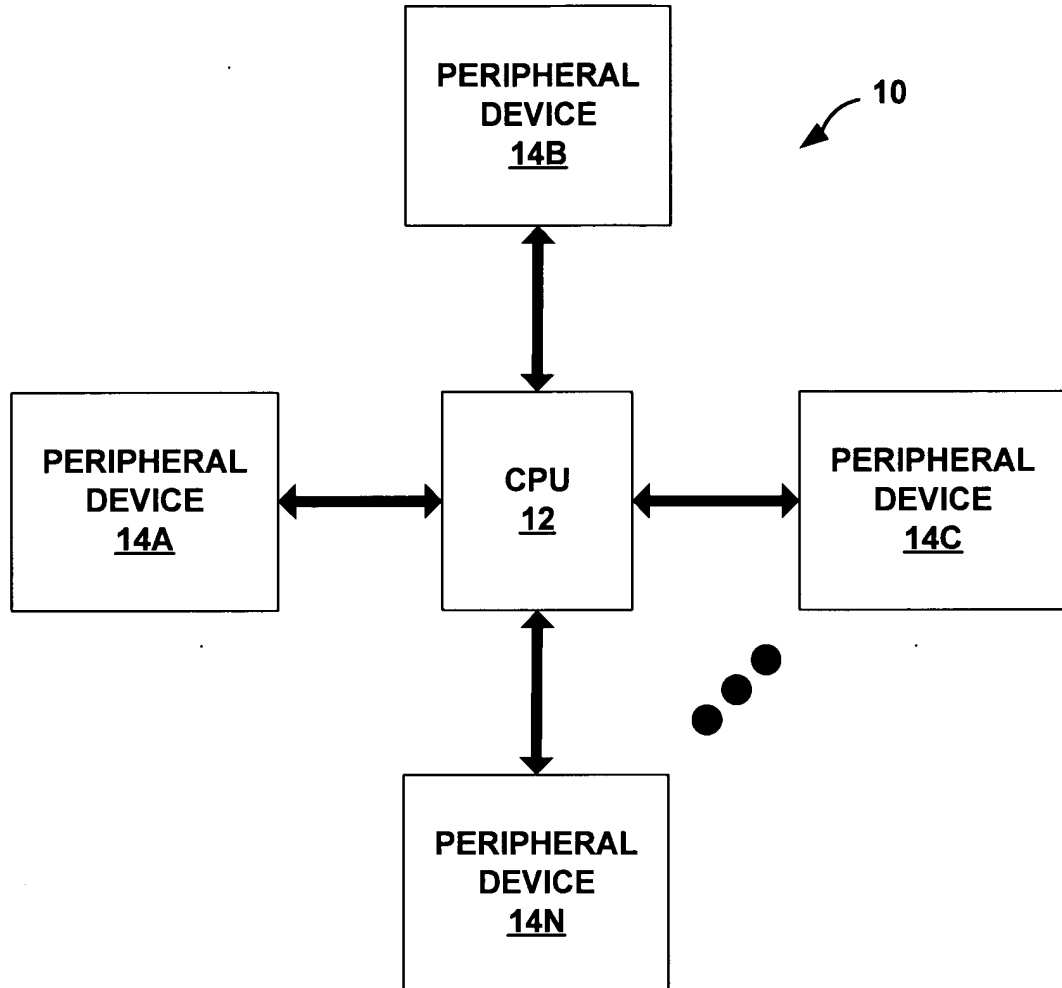 PERIPHERAL
DEVICE
14B
10
PERIPHERAL
DEVICE
14A
CPU
12
PERIPHERAL
DEVICE
14C
PERIPHERAL
DEVICE
14N